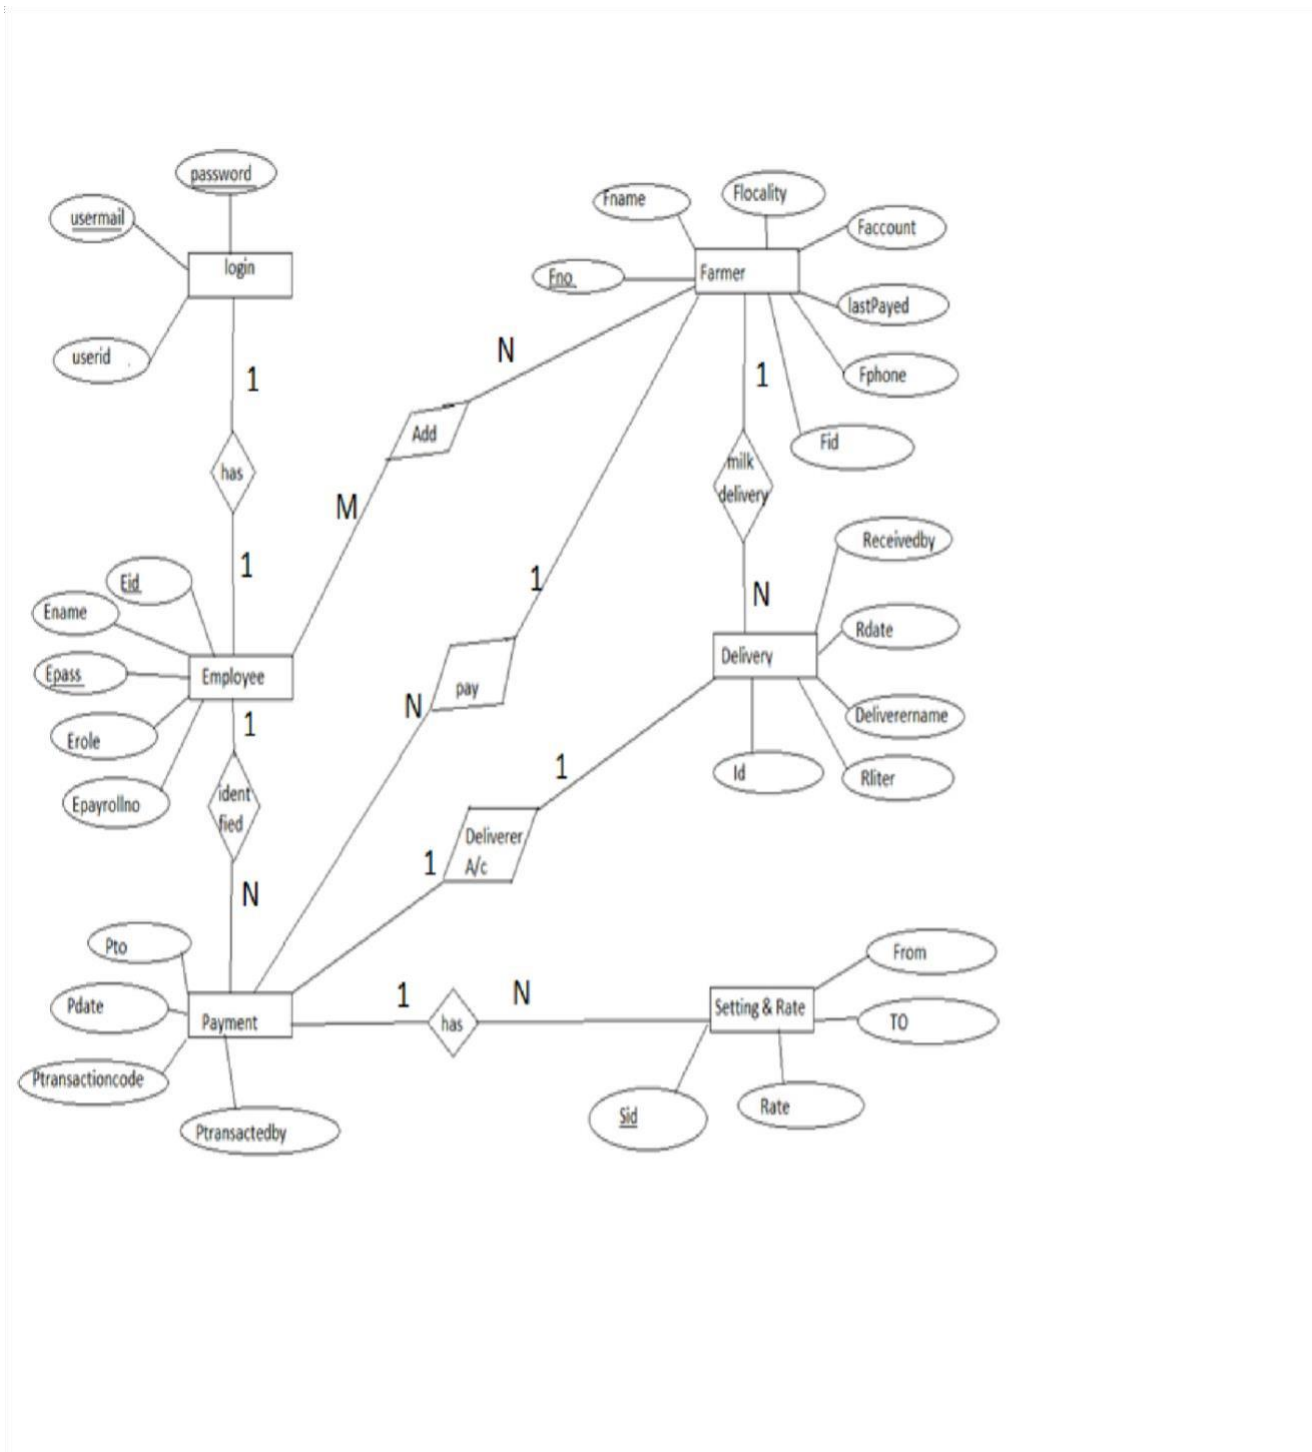 password
usermail
login
userid
1
has
1
Fname
Flocality
Faccount
Fno
Farmer
lastPayed
Fphone
Fid
N
Add
M
1
milk
delivery
N
Eid
Ename
Epass
Employee
Erole
Epayrollno
1
ident
fied
N
1
pay
N
Receivedby
Rdate
Delivery
Deliverername
Id
Rliter
1
Deliverer
A/c
1
Pto
Pdate
Payment
Ptransactioncode
Ptransactedby
1
has
N
Setting & Rate
From
TO
Sid
Rate